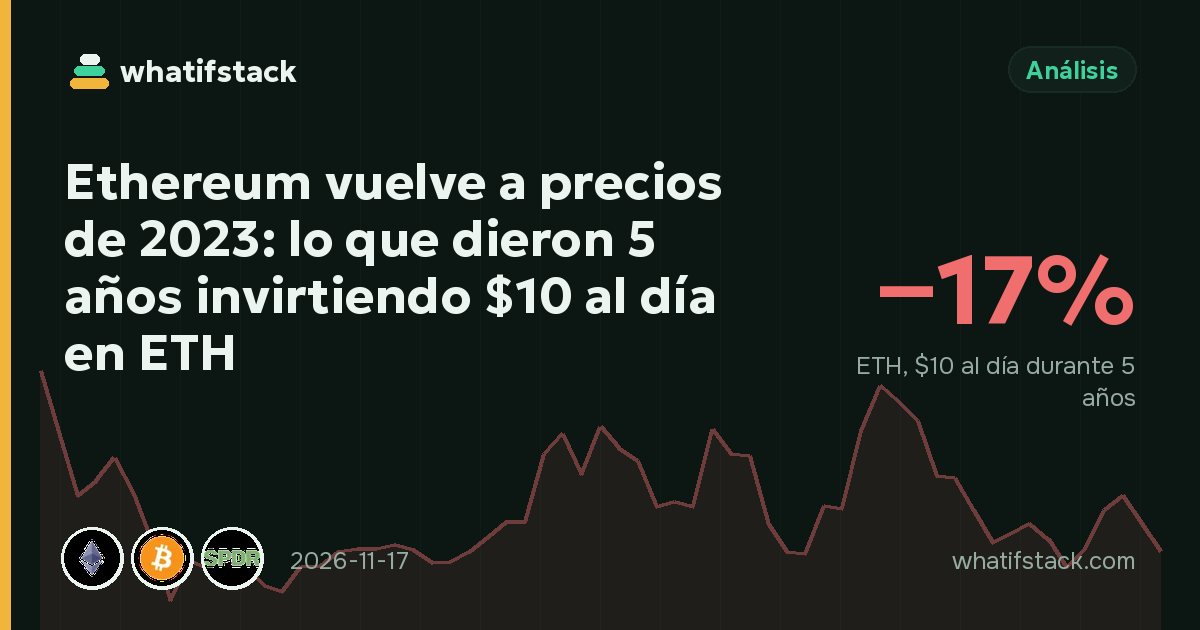 whatifstack
Análisis
Ethereum vuelve a precios
de 2023: lo que dieron 5
años invirtiendo $10 al día
en ETH
−17%
ETH, $10 al día durante 5
años
SPDR
2026-11-17
whatifstack.com